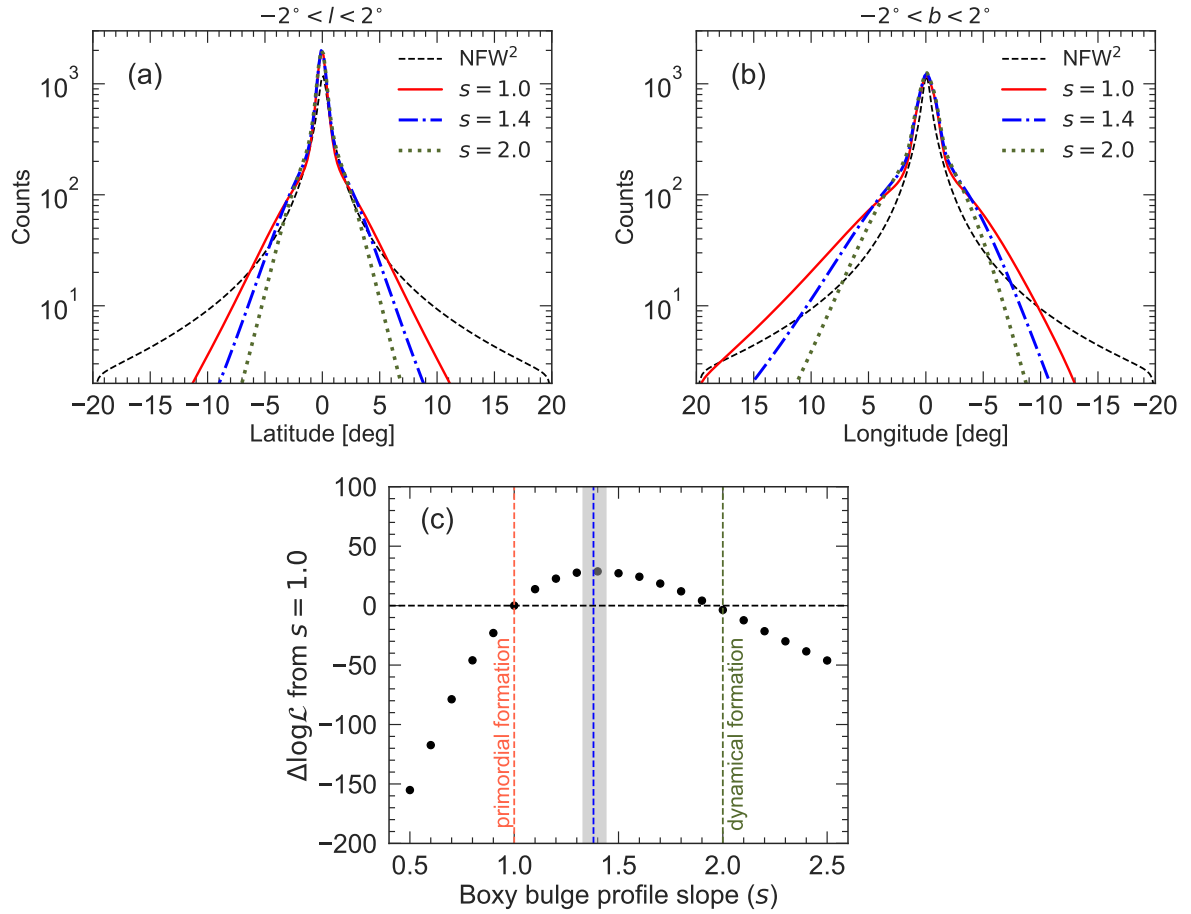 −2° < l < 2°
(a)
NFW²
s = 1.0
s = 1.4
s = 2.0
10³
10²
10¹
Counts
−20 −15 −10 −5 0 5 10 15 20
Latitude [deg]
−2° < b < 2°
(b)
NFW²
s = 1.0
s = 1.4
s = 2.0
10³
10²
10¹
Counts
20 15 10 5 0 −5 −10 −15 −20
Longitude [deg]
(c)
100
50
0
−50
−100
−150
−200
Δlogℒ from s = 1.0
primordial formation
dynamical formation
0.5 1.0 1.5 2.0 2.5
Boxy bulge profile slope (s)